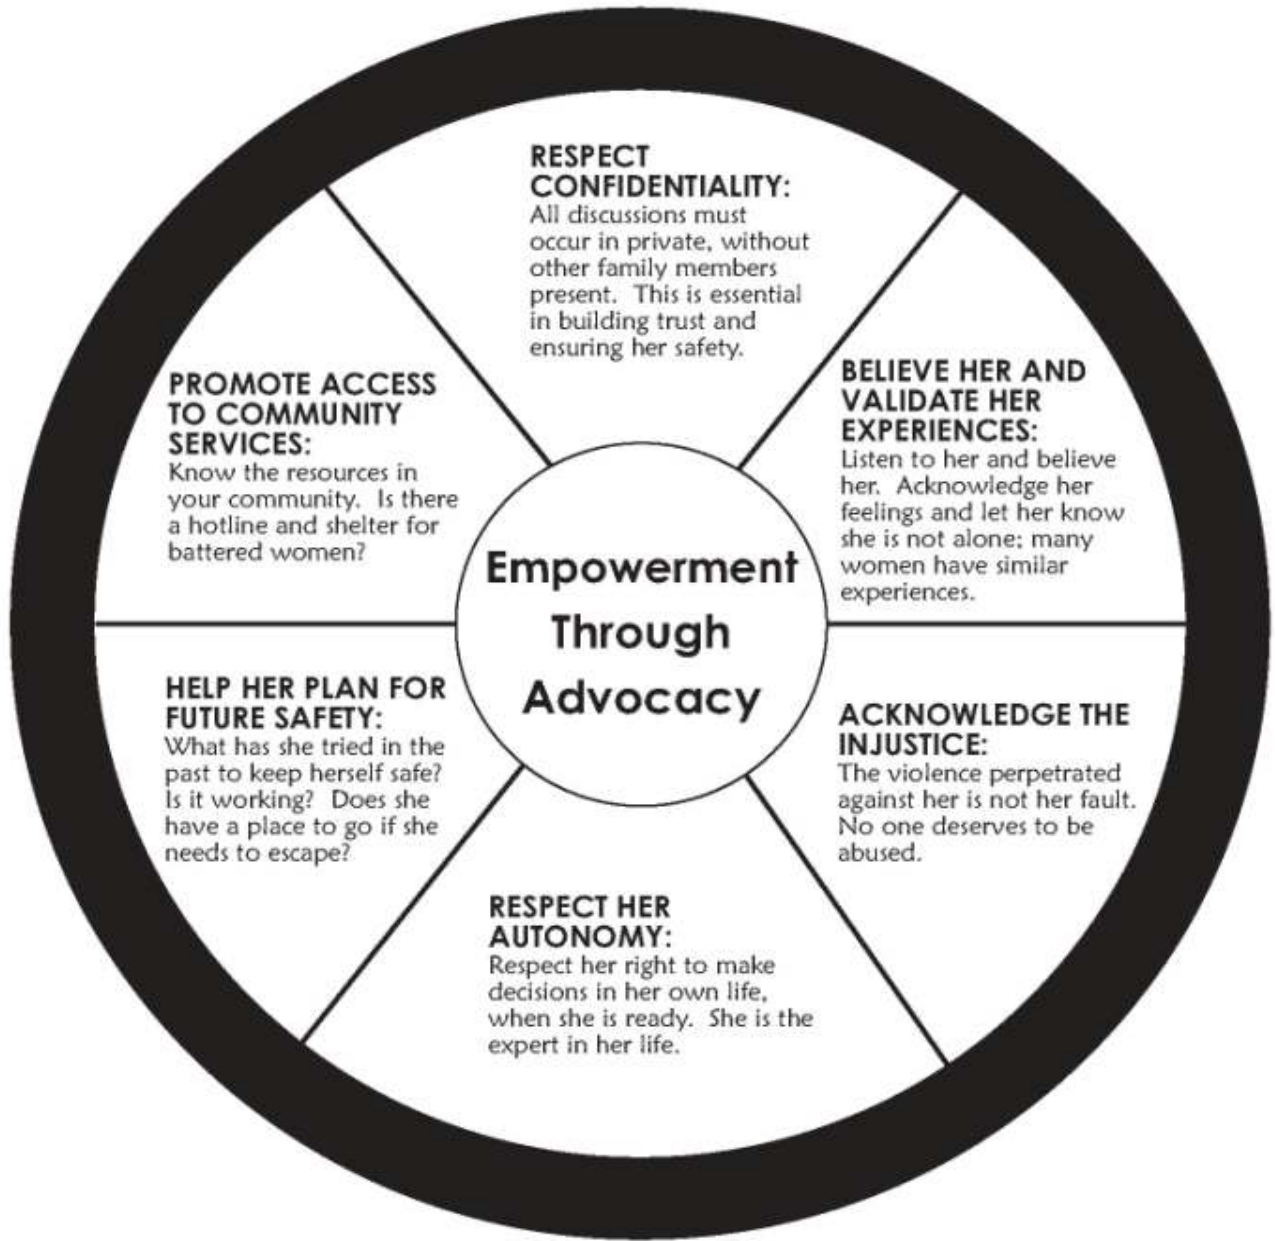 RESPECT
CONFIDENTIALITY:
All discussions must
occur in private, without
other family members
present.  This is essential
in building trust and
ensuring her safety.
BELIEVE HER AND
VALIDATE HER
EXPERIENCES:
Listen to her and believe
her.  Acknowledge her
feelings and let her know
she is not alone; many
women have similar
experiences.
ACKNOWLEDGE THE
INJUSTICE:
The violence perpetrated
against her is not her fault.
No one deserves to be
abused.
RESPECT HER
AUTONOMY:
Respect her right to make
decisions in her own life,
when she is ready.  She is the
expert in her life.
HELP HER PLAN FOR
FUTURE SAFETY:
What has she tried in the
past to keep herself safe?
Is it working?  Does she
have a place to go if she
needs to escape?
PROMOTE ACCESS
TO COMMUNITY
SERVICES:
Know the resources in
your community.  Is there
a hotline and shelter for
battered women?
Empowerment
Through
Advocacy